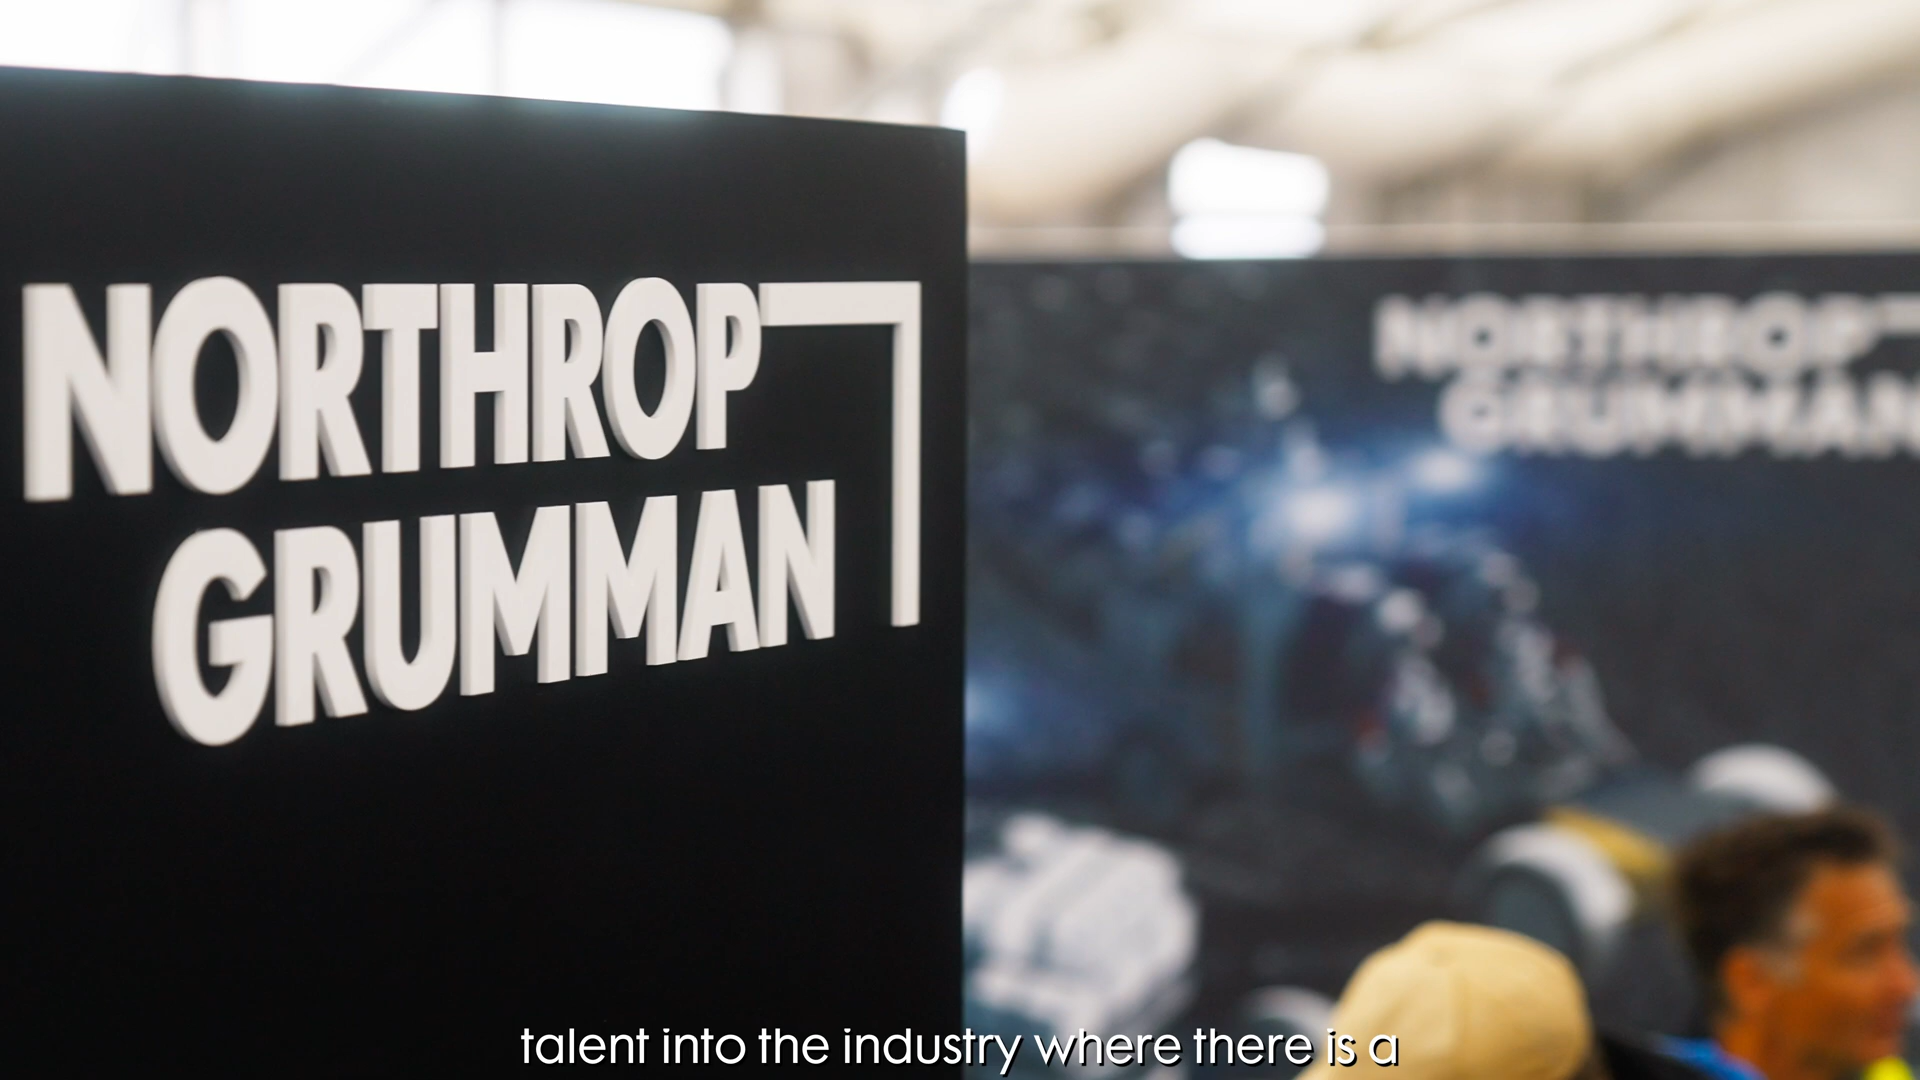 NORTHROP
GRUMMAN
NORTHROP
GRUMMAN
talent into the industry where there is a